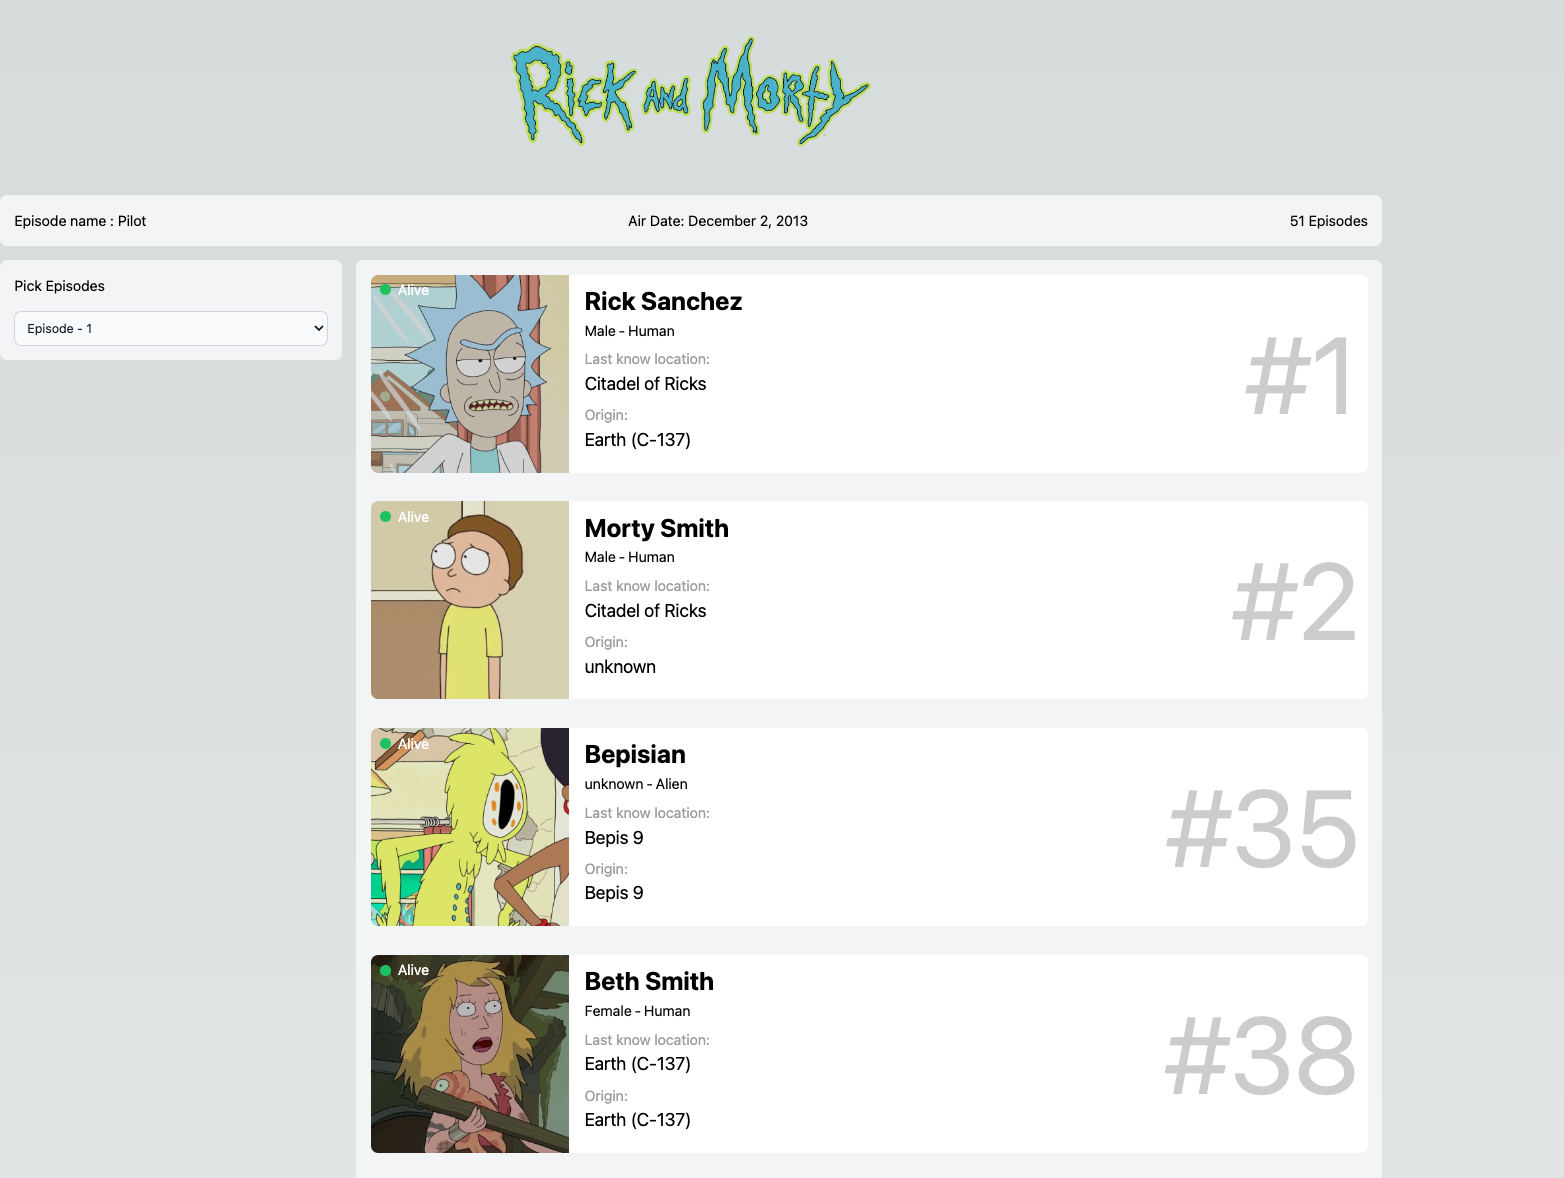 Rick and Morty
Episode name : Pilot
Air Date: December 2, 2013
51 Episodes
Pick Episodes
Episode - 1
Alive
Rick Sanchez
Male - Human
Last know location:
Citadel of Ricks
Origin:
Earth (C-137)
#1
Alive
Morty Smith
Male - Human
Last know location:
Citadel of Ricks
Origin:
unknown
#2
Alive
Bepisian
unknown - Alien
Last know location:
Bepis 9
Origin:
Bepis 9
#35
Alive
Beth Smith
Female - Human
Last know location:
Earth (C-137)
Origin:
Earth (C-137)
#38